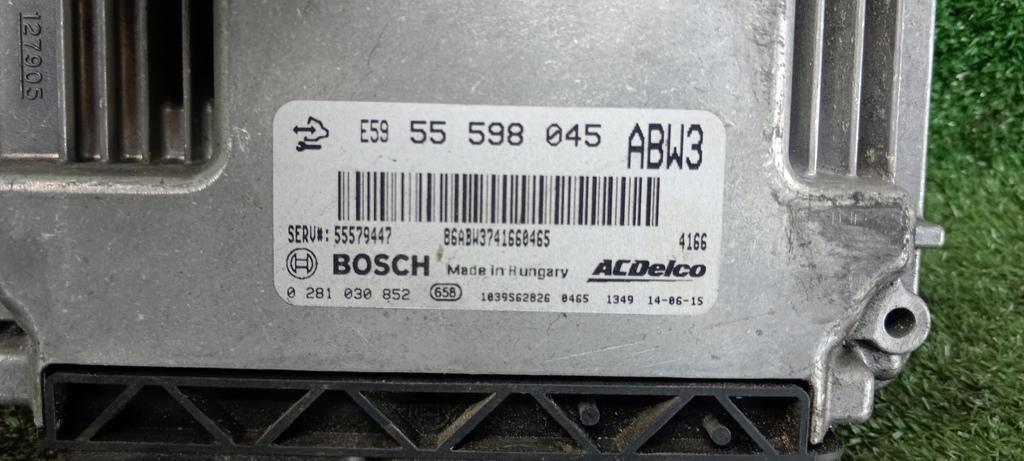 127905
E59 55 598 045 ABW3
SERV#: 55579447 86ABW3741660465 4166
BOSCH Made in Hungary ACDelco
0 281 030 852 658 1039S62826 0465 1349 14-06-15